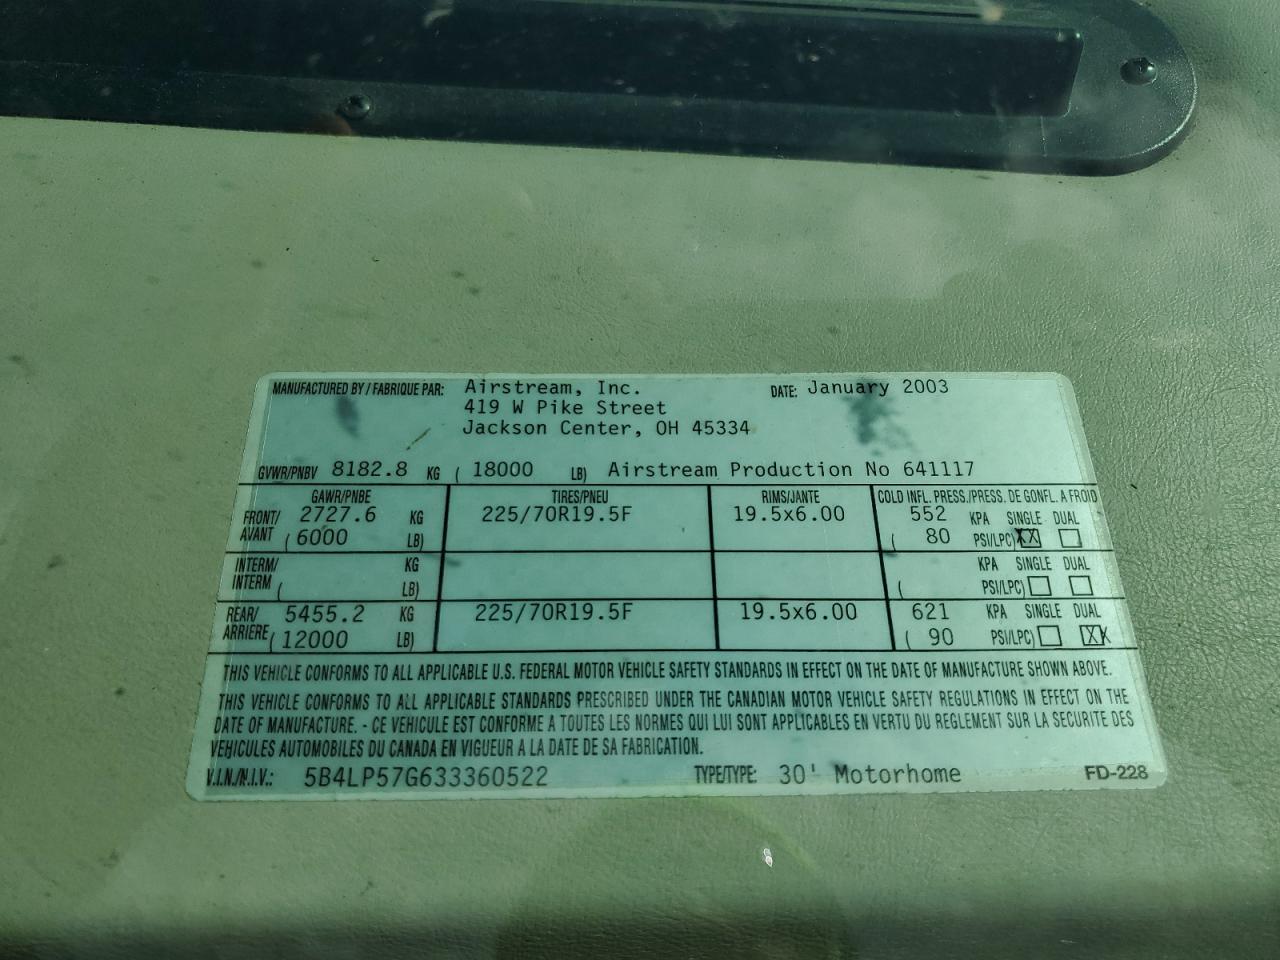 MANUFACTURED BY / FABRIQUE PAR: Airstream, Inc. DATE: January 2003
419 W Pike Street
Jackson Center, OH 45334
GVWR/PNBV 8182.8 KG ( 18000 LB) Airstream Production No 641117
GAWR/PNBE TIRES/PNEU RIMS/JANTE COLD INFL. PRESS./PRESS. DE GONFL. A FROID
FRONT/ 2727.6 KG 225/70R19.5F 19.5x6.00 552 KPA SINGLE DUAL
AVANT ( 6000 LB) ( 80 PSI/LPC) XX
INTERM/ KG KPA SINGLE DUAL
INTERM ( LB) ( PSI/LPC)
REAR/ 5455.2 KG 225/70R19.5F 19.5x6.00 621 KPA SINGLE DUAL
ARRIÈRE ( 12000 LB) ( 90 PSI/LPC) XX
THIS VEHICLE CONFORMS TO ALL APPLICABLE U.S. FEDERAL MOTOR VEHICLE SAFETY STANDARDS IN EFFECT ON THE DATE OF MANUFACTURE SHOWN ABOVE.
THIS VEHICLE CONFORMS TO ALL APPLICABLE STANDARDS PRESCRIBED UNDER THE CANADIAN MOTOR VEHICLE SAFETY REGULATIONS IN EFFECT ON THE
DATE OF MANUFACTURE. - CE VEHICULE EST CONFORME A TOUTES LES NORMES QUI LUI SONT APPLICABLES EN VERTU DU REGLEMENT SUR LA SECURITE DES
VEHICULES AUTOMOBILES DU CANADA EN VIGUEUR A LA DATE DE SA FABRICATION.
V.I.N./N.I.V.: 5B4LP57G633360522 TYPE/TYPE: 30' Motorhome FD-228